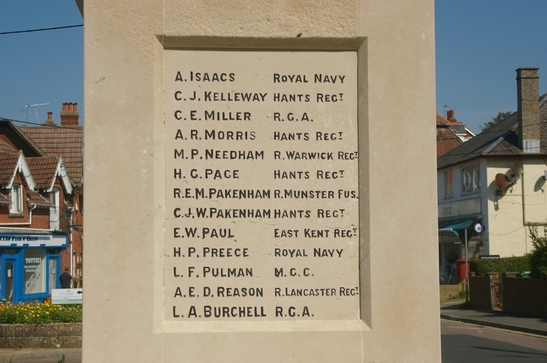 A. ISAACS ROYAL NAVY
C. J. KELLEWAY HANTS REGT
C. E. MILLER R.G.A.
A. R. MORRIS HANTS REGT
M. P. NEEDHAM R. WARWICK REGT
H. G. PACE HANTS REGT
R.E.M. PAKENHAM R. MUNSTER FUS.
C.J.W. PAKENHAM HANTS REGT
E. W. PAUL EAST KENT REGT
H. P. PREECE ROYAL NAVY
L. F. PULMAN M.G.C.
A. E. D. REASON R. LANCASTER REGT
L. A. BURCHELL R.G.A.